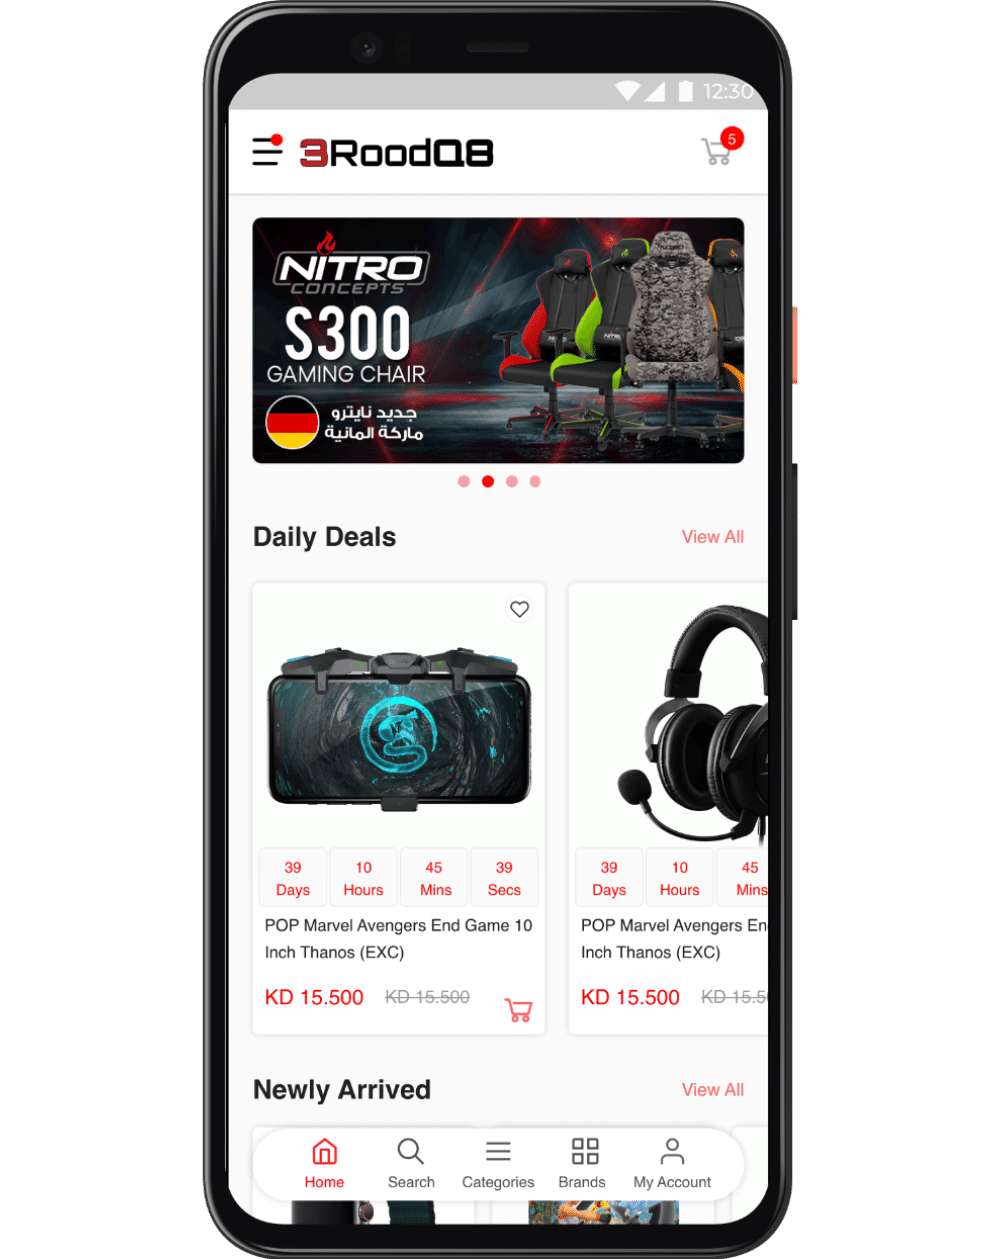 12:30
3RoodQ8
5
NITRO
CONCEPTS
S300
GAMING CHAIR
جديد نايترو
ماركة المانية
Daily Deals
View All
39 Days
10 Hours
45 Mins
39 Secs
39 Days
10 Hours
45 Mins
POP Marvel Avengers End Game 10
Inch Thanos (EXC)
KD 15.500 KD 15.500
POP Marvel Avengers En
Inch Thanos (EXC)
KD 15.500 KD 15.5
Newly Arrived
View All
Home
Search
Categories
Brands
My Account